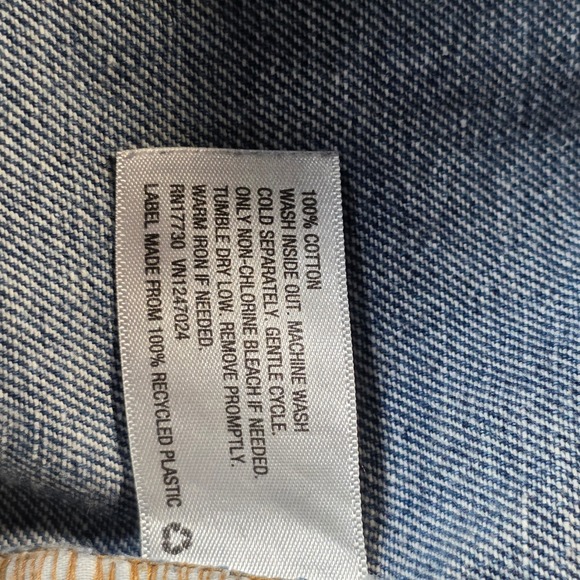 100% COTTON
WASH INSIDE OUT. MACHINE WASH
COLD SEPARATELY. GENTLE CYCLE.
ONLY NON-CHLORINE BLEACH IF NEEDED.
TUMBLE DRY LOW. REMOVE PROMPTLY.
WARM IRON IF NEEDED.
RN17730 VN1247024
LABEL MADE FROM 100% RECYCLED PLASTIC